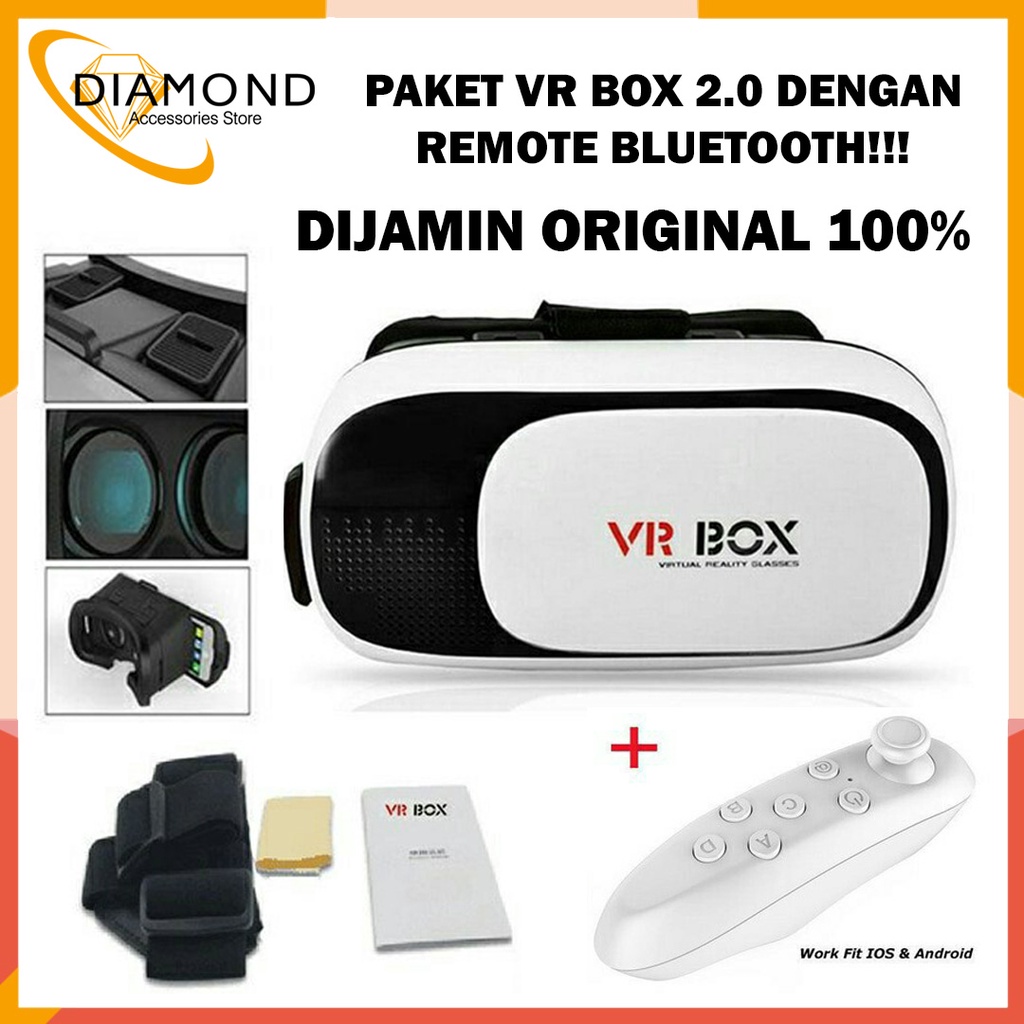 DIAMOND
Accessories Store
PAKET VR BOX 2.0 DENGAN
REMOTE BLUETOOTH!!!
DIJAMIN ORIGINAL 100%
VR BOX
VIRTUAL REALITY GLASSES
VR BOX
@
B
C
D
A
Work Fit IOS & Android